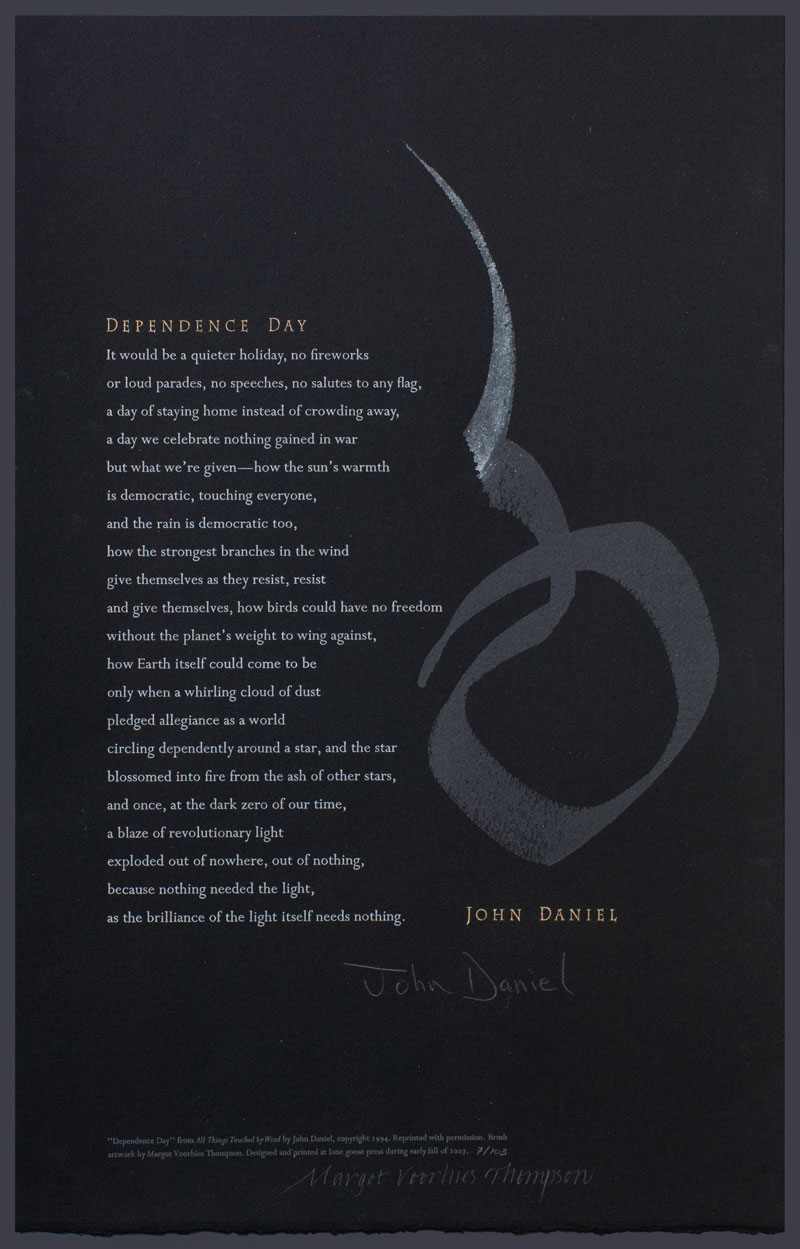 DEPENDENCE DAY
It would be a quieter holiday, no fireworks
or loud parades, no speeches, no salutes to any flag,
a day of staying home instead of crowding away,
a day we celebrate nothing gained in war
but what we're given—how the sun's warmth
is democratic, touching everyone,
and the rain is democratic too,
how the strongest branches in the wind
give themselves as they resist, resist
and give themselves, how birds could have no freedom
without the planet's weight to wing against,
how Earth itself could come to be
only when a whirling cloud of dust
pledged allegiance as a world
circling dependently around a star, and the star
blossomed into fire from the ash of other stars,
and once, at the dark zero of our time,
a blaze of revolutionary light
exploded out of nowhere, out of nothing,
because nothing needed the light,
as the brilliance of the light itself needs nothing.
JOHN DANIEL
John Daniel
"Dependence Day" from All Things Touched by Wind by John Daniel, copyright 1994. Reprinted with permission. Brush
artwork by Margot Voorhies Thompson. Designed and printed at lone goose press during early fall of 2007. 7/103
Margot Voorhies Thompson